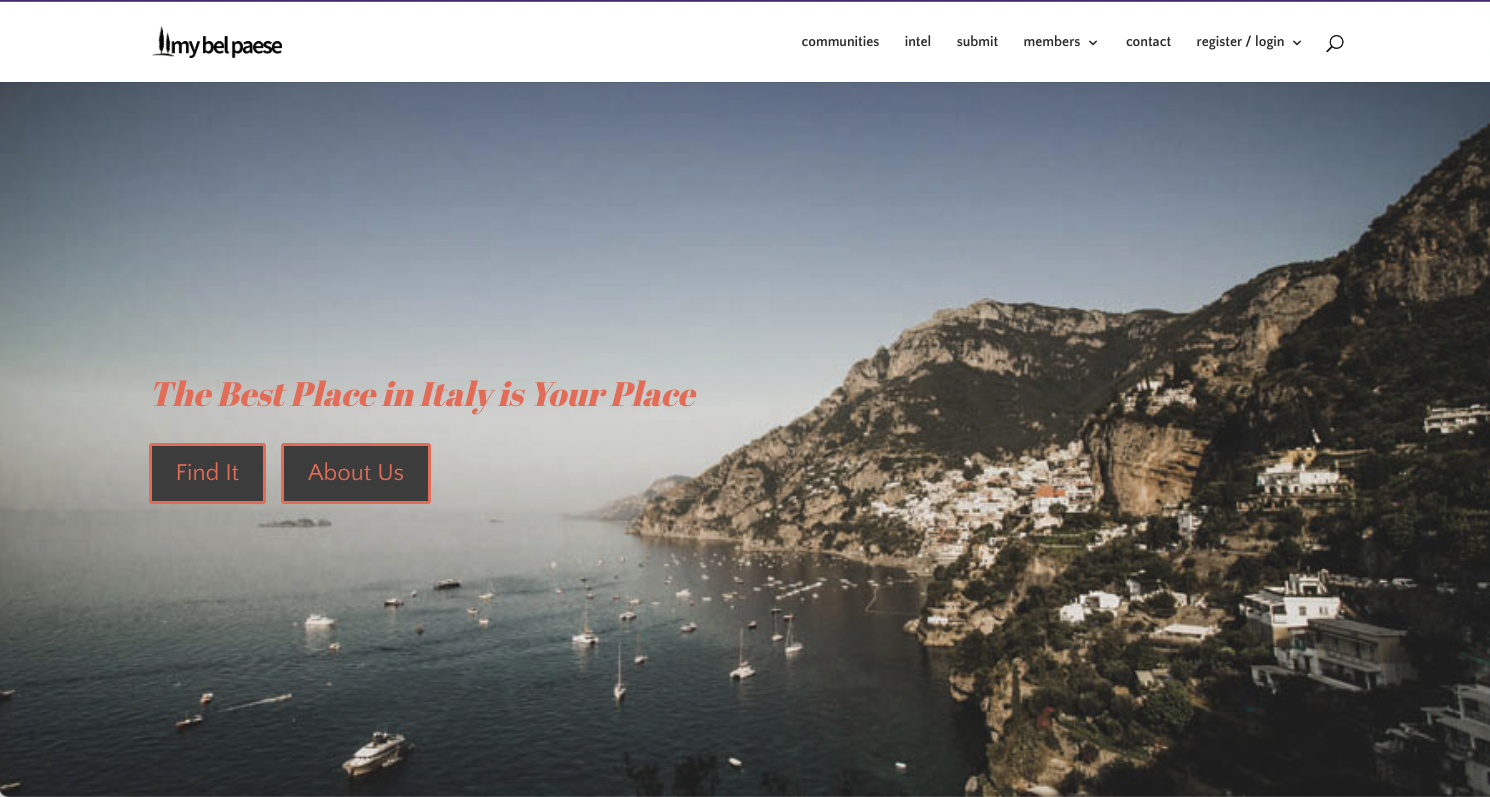 my bel paese
communities intel submit members contact register / login
The Best Place in Italy is Your Place
Find It About Us